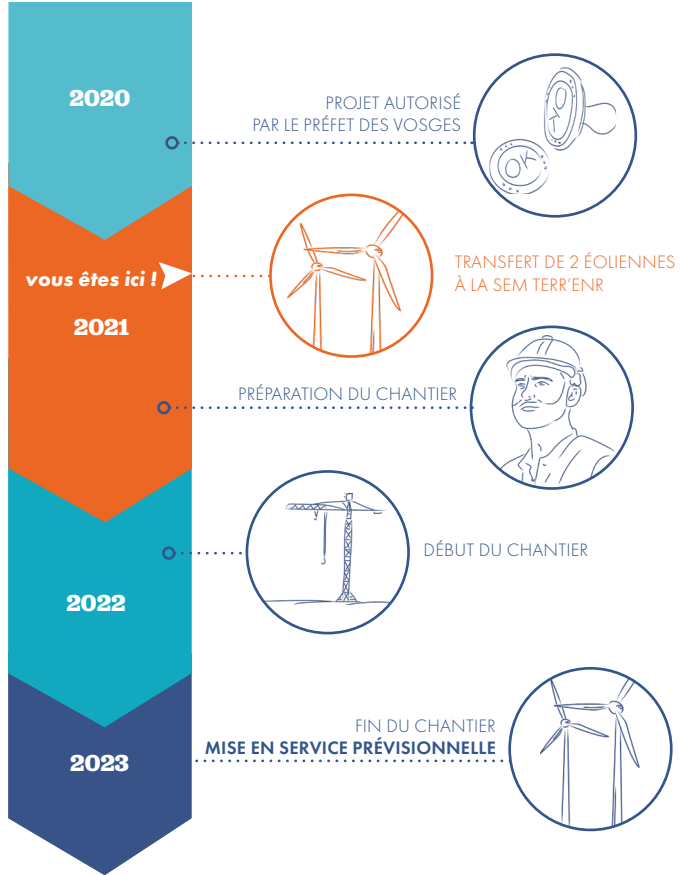 2020
PROJET AUTORISÉ
PAR LE PRÉFET DES VOSGES
OK
OK
vous êtes ici !
2021
TRANSFERT DE 2 ÉOLIENNES
À LA SEM TERR'ENR
PRÉPARATION DU CHANTIER
DÉBUT DU CHANTIER
2022
FIN DU CHANTIER
MISE EN SERVICE PRÉVISIONNELLE
2023